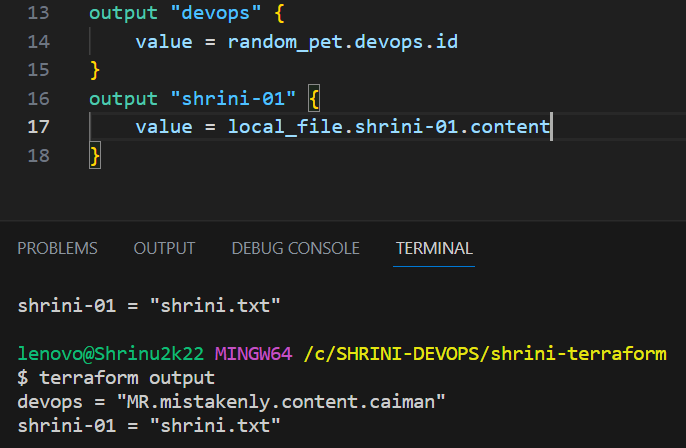 13 output "devops" {
14 value = random_pet.devops.id
15 }
16 output "shrini-01" {
17 value = local_file.shrini-01.content
18 }
PROBLEMS OUTPUT DEBUG CONSOLE TERMINAL
shrini-01 = "shrini.txt"
lenovo@Shrinu2k22 MINGW64 /c/SHRINI-DEVOPS/shrini-terraform
$ terraform output
devops = "MR.mistakenly.content.caiman"
shrini-01 = "shrini.txt"